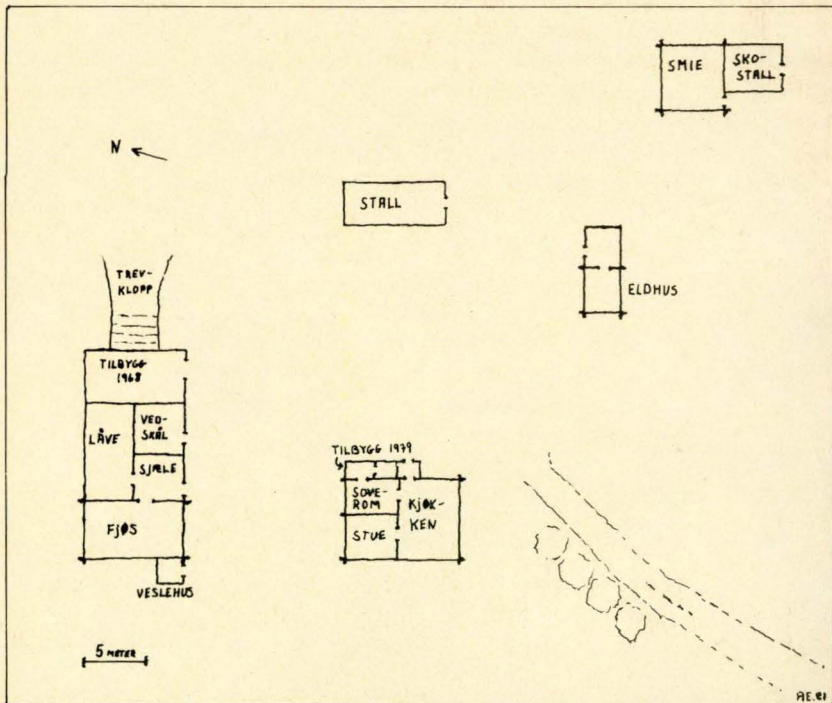 SMIE
SKO-
STALL
N
STALL
TREV-
KLOPP
ELDHUS
TILBYGG
1968
VED-
SKÅL
LÅVE
SJÆLE
FJØS
VESLEHUS
TILBYGG 1979
SOVE-
ROM
KJØK-
KEN
STUE
5 METER
AE.81